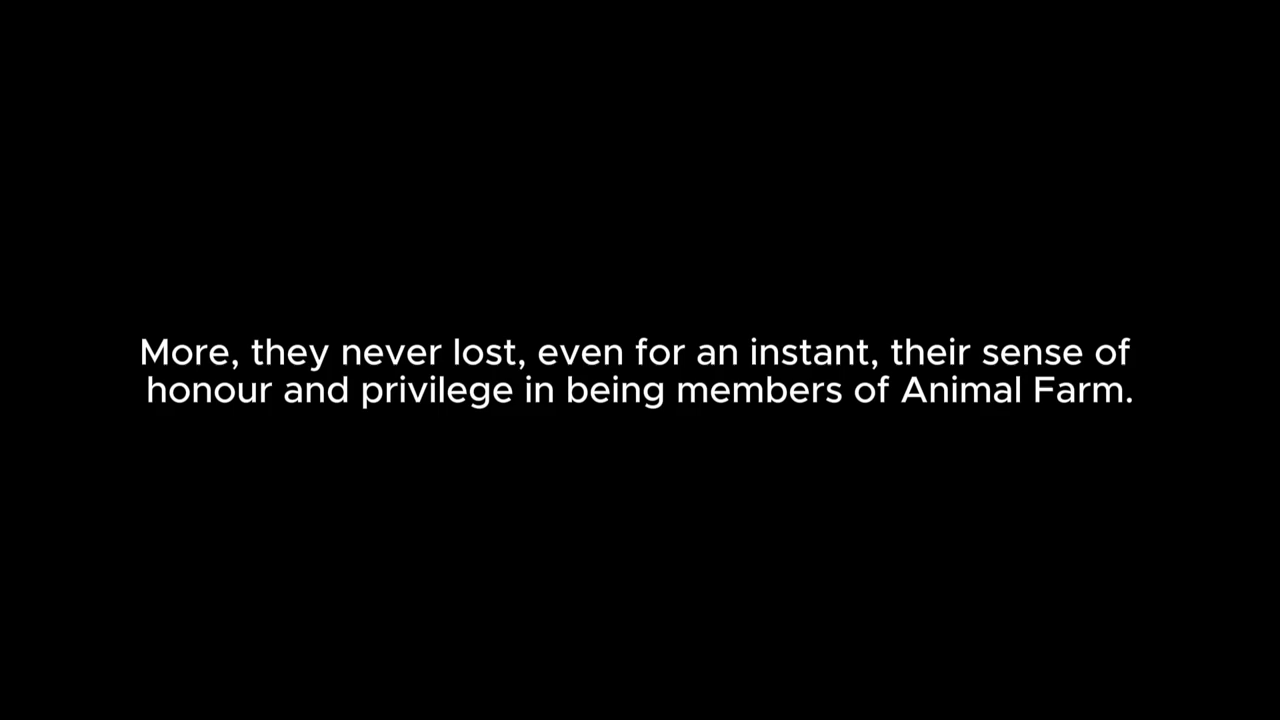 More, they never lost, even for an instant, their sense of
honour and privilege in being members of Animal Farm.